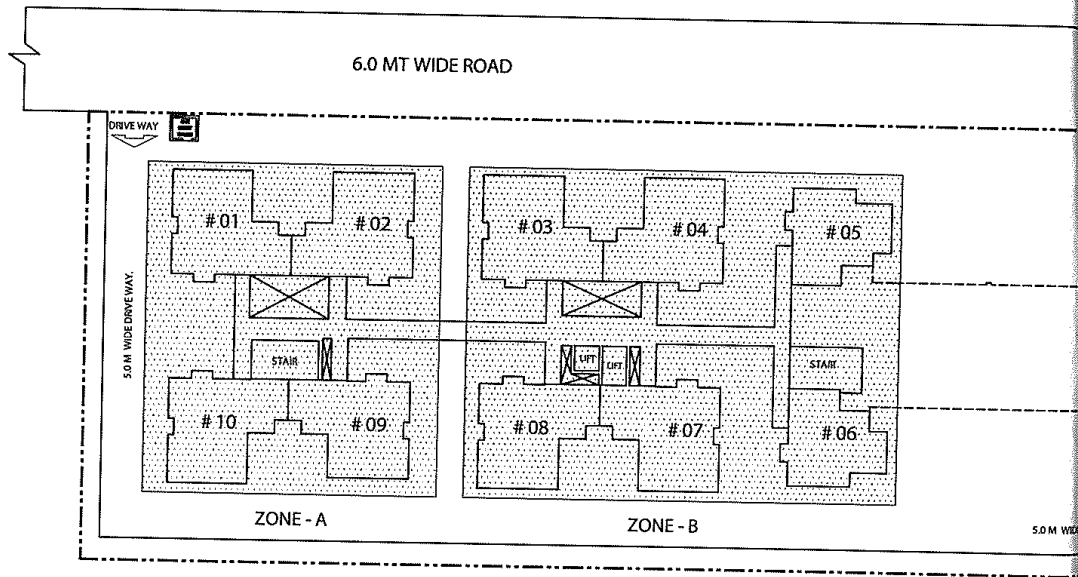 6.0 MT WIDE ROAD
DRIVE WAY
# 01
# 02
# 03
# 04
# 05
5.0 M WIDE DRIVE WAY.
STAIR
LIFT
LIFT
STAIR
# 10
# 09
# 08
# 07
# 06
ZONE - A
ZONE - B
5.0 M